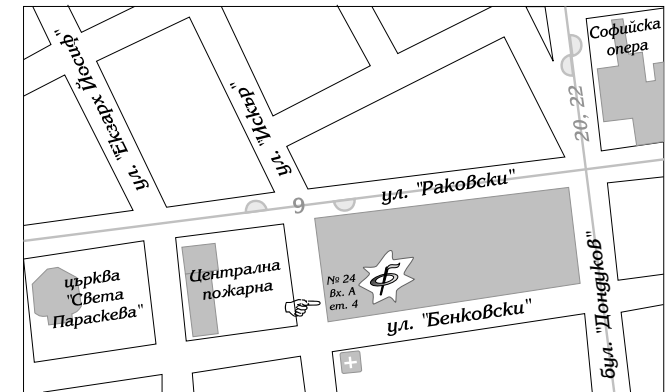 Софийска
опера
ул. "Екзарх Йосиф"
ул. "Искър"
20, 22
ул. "Раковски"
9
църква
"Света
Параскева"
Централна
пожарна
№ 24
вх. А
ет. 4
ул. "Бенковски"
бул. "Дондуков"